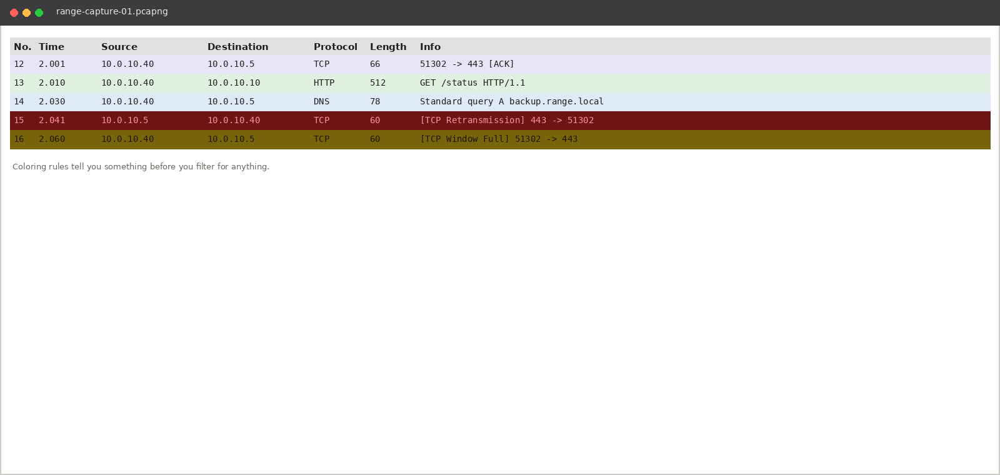 range-capture-01.pcapng
No. Time Source Destination Protocol Length Info
12 2.001 10.0.10.40 10.0.10.5 TCP 66 51302 -> 443 [ACK]
13 2.010 10.0.10.40 10.0.10.10 HTTP 512 GET /status HTTP/1.1
14 2.030 10.0.10.40 10.0.10.5 DNS 78 Standard query A backup.range.local
15 2.041 10.0.10.5 10.0.10.40 TCP 60 [TCP Retransmission] 443 -> 51302
16 2.060 10.0.10.40 10.0.10.5 TCP 60 [TCP Window Full] 51302 -> 443
Coloring rules tell you something before you filter for anything.